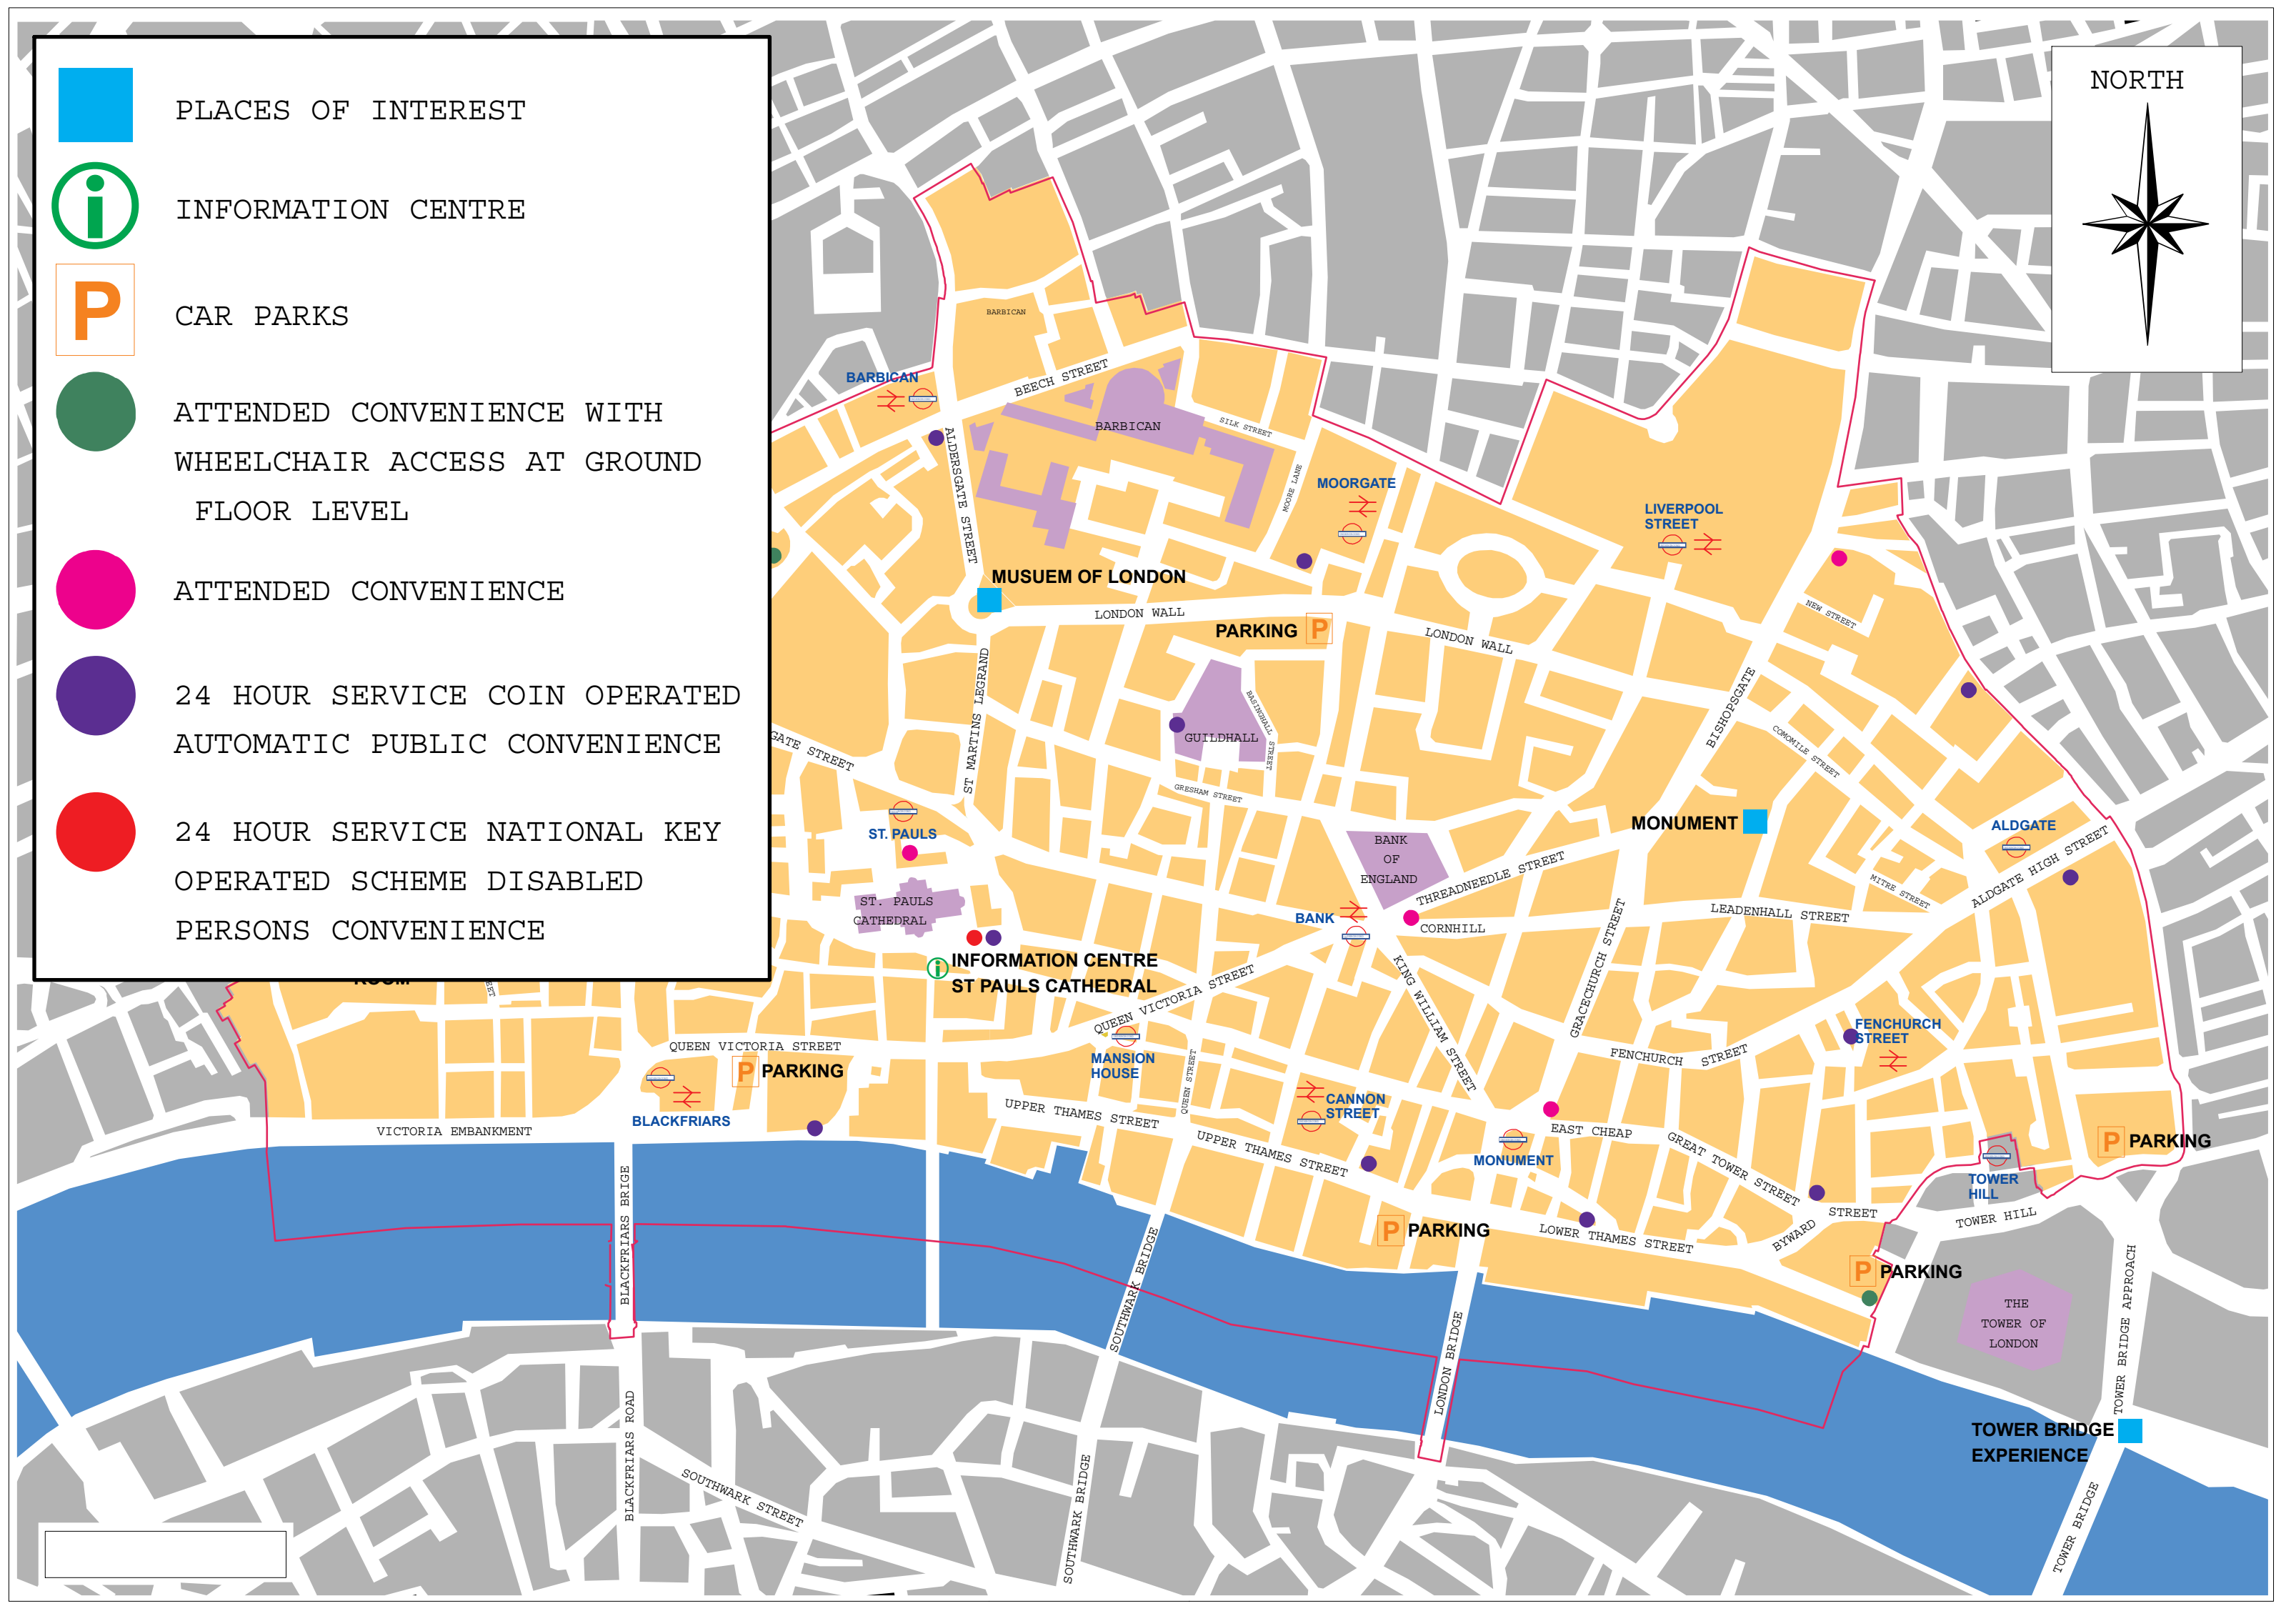 PLACES OF INTEREST
INFORMATION CENTRE
P
CAR PARKS
ATTENDED CONVENIENCE WITH
WHEELCHAIR ACCESS AT GROUND
FLOOR LEVEL
ATTENDED CONVENIENCE
24 HOUR SERVICE COIN OPERATED
AUTOMATIC PUBLIC CONVENIENCE
24 HOUR SERVICE NATIONAL KEY
OPERATED SCHEME DISABLED
PERSONS CONVENIENCE
NORTH
BARBICAN
BARBICAN
BEECH STREET
BARBICAN
SILK STREET
ALDERSGATE STREET
MOORE LANE
MOORGATE
LIVERPOOL
STREET
MUSUEM OF LONDON
LONDON WALL
PARKING P
LONDON WALL
NEW STREET
ST MARTINS LEGRAND
BASINGHALL STREET
BISHOPSGATE
GUILDHALL
COMOMILE STREET
GATE STREET
GRESHAM STREET
ST. PAULS
MONUMENT
ALDGATE
BANK
OF
ENGLAND
THREADNEEDLE STREET
ALDGATE HIGH STREET
MITRE STREET
ST. PAULS
CATHEDRAL
BANK
CORNHILL
LEADENHALL STREET
INFORMATION CENTRE
ST PAULS CATHEDRAL
ROOM
EET
QUEEN VICTORIA STREET
KING WILLIAM STREET
GRACECHURCH STREET
FENCHURCH
STREET
QUEEN VICTORIA STREET
MANSION
HOUSE
FENCHURCH STREET
P PARKING
QUEEN STREET
CANNON
STREET
BLACKFRIARS
UPPER THAMES STREET
VICTORIA EMBANKMENT
UPPER THAMES STREET
EAST CHEAP
MONUMENT
GREAT TOWER STREET
P PARKING
TOWER
HILL
BLACKFRIARS BRIGE
STREET
TOWER HILL
P PARKING
LOWER THAMES STREET
BYWARD
P PARKING
SOUTHWARK BRIDGE
THE
TOWER OF
LONDON
TOWER BRIDGE APPROACH
LONDON BRIDGE
BLACKFRIARS ROAD
TOWER BRIDGE
EXPERIENCE
SOUTHWARK STREET
SOUTHWARK BRIDGE
TOWER BRIDGE